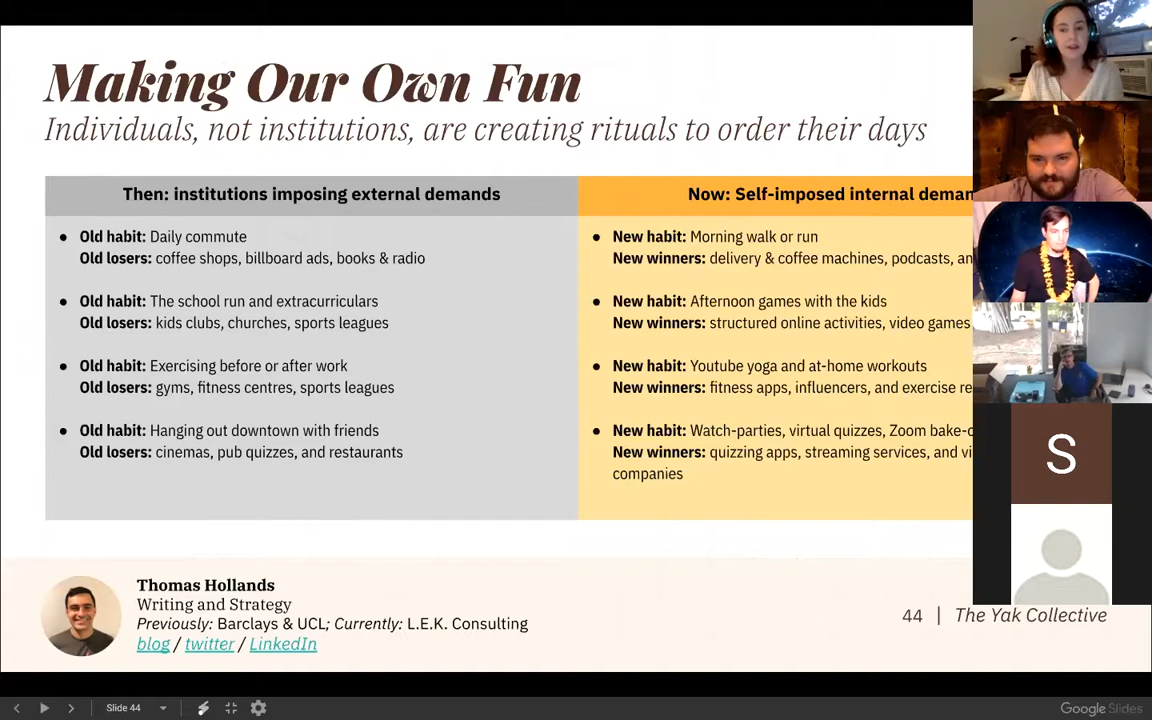 Making Our Own Fun
Individuals, not institutions, are creating rituals to order their days
Then: institutions imposing external demands
Now: Self-imposed internal
● Old habit: Daily commute
Old losers: coffee shops, billboard ads, books & radio
● Old habit: The school run and extracurriculars
Old losers: kids clubs, churches, sports leagues
● Old habit: Exercising before or after work
Old losers: gyms, fitness centres, sports leagues
● Old habit: Hanging out downtown with friends
Old losers: cinemas, pub quizzes, and restaurants
● New habit: Morning walk or run
New winners: delivery & coffee machines, podcasts,
● New habit: Afternoon games with the kids
New winners: structured online activities, video games
● New habit: Youtube yoga and at-home workouts
New winners: fitness apps, influencers, and exercise
● New habit: Watch-parties, virtual quizzes, Zoom
New winners: quizzing apps, streaming services, and
companies
Thomas Hollands
Writing and Strategy
Previously: Barclays & UCL; Currently: L.E.K. Consulting
blog / twitter / LinkedIn
44 | The Yak Collective
S
Slide 44
Google Slides